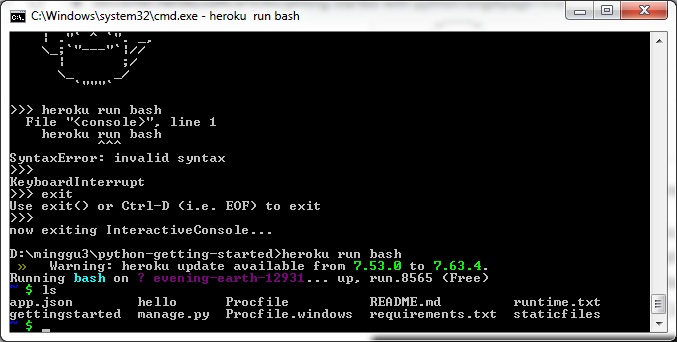 C:\Windows\system32\cmd.exe - heroku  run bash
>>> heroku run bash
  File "<console>", line 1
    heroku run bash
           ^^^
SyntaxError: invalid syntax
>>>
KeyboardInterrupt
>>> exit
Use exit() or Ctrl-D (i.e. EOF) to exit
>>>
now exiting InteractiveConsole...
D:\minggu3\python-getting-started>heroku run bash
 »   Warning: heroku update available from 7.53.0 to 7.63.4.
Running bash on ? evening-earth-12931... up, run.8565 (Free)
~ $ ls
app.json        hello      Procfile          README.md         runtime.txt
gettingstarted  manage.py  Procfile.windows  requirements.txt  staticfiles
~ $